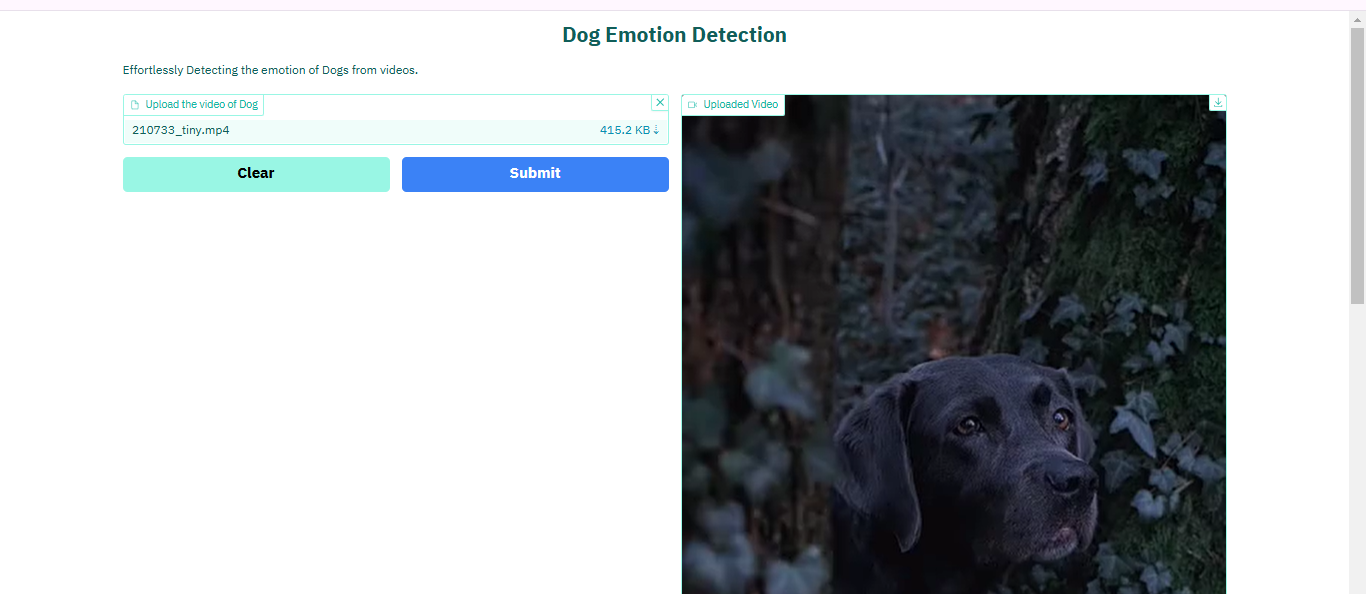 Dog Emotion Detection
Effortlessly Detecting the emotion of Dogs from videos.
Upload the video of Dog
210733_tiny.mp4 415.2 KB ⇣
Clear Submit
Uploaded Video